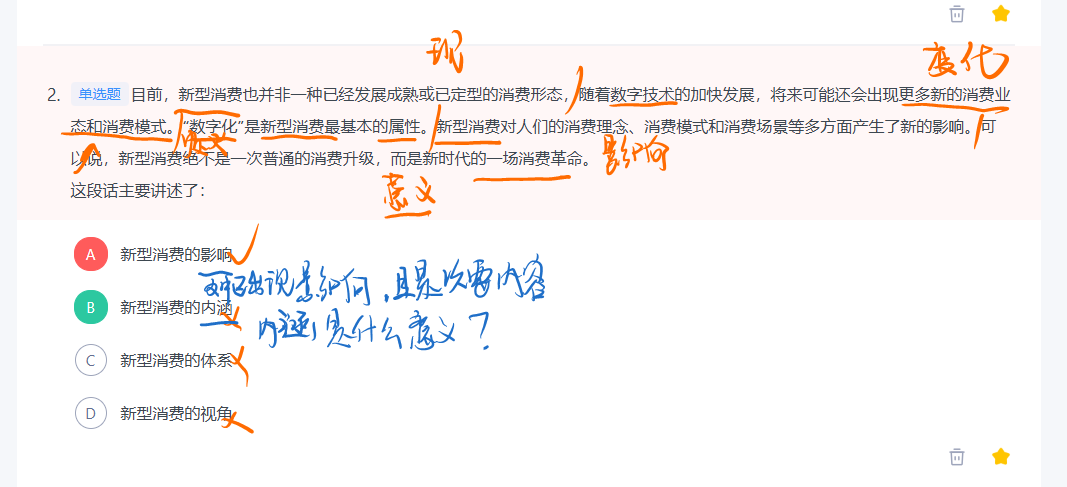 现
变化
2. 单选题 目前，新型消费也并非一种已经发展成熟或已定型的消费形态，随着数字技术的加快发展，将来可能还会出现更多新的消费业
态和消费模式。“数字化”是新型消费最基本的属性。新型消费对人们的消费理念、消费模式和消费场景等多方面产生了新的影响。可
以说，新型消费绝不是一次普通的消费升级，而是新时代的一场消费革命。
影响
意义
这段话主要讲述了：
A 新型消费的影响
出现影响，且是次要内容
B 新型消费的内涵
内涵是什么意义？
C 新型消费的体系
D 新型消费的视角